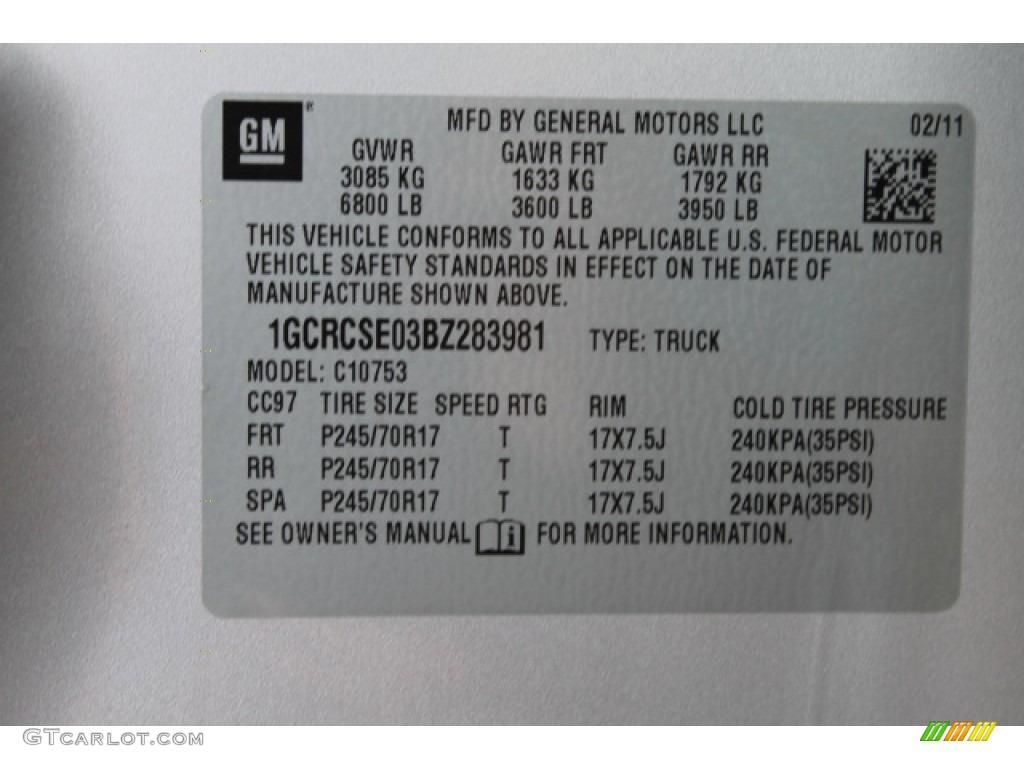 GM® MFD BY GENERAL MOTORS LLC 02/11
GVWR GAWR FRT GAWR RR
3085 KG 1633 KG 1792 KG
6800 LB 3600 LB 3950 LB
THIS VEHICLE CONFORMS TO ALL APPLICABLE U.S. FEDERAL MOTOR
VEHICLE SAFETY STANDARDS IN EFFECT ON THE DATE OF
MANUFACTURE SHOWN ABOVE.
1GCRCSE03BZ283981 TYPE: TRUCK
MODEL: C10753
CC97 TIRE SIZE SPEED RTG RIM COLD TIRE PRESSURE
FRT P245/70R17 T 17X7.5J 240KPA(35PSI)
RR P245/70R17 T 17X7.5J 240KPA(35PSI)
SPA P245/70R17 T 17X7.5J 240KPA(35PSI)
SEE OWNER'S MANUAL i FOR MORE INFORMATION.
GTcarlot.com